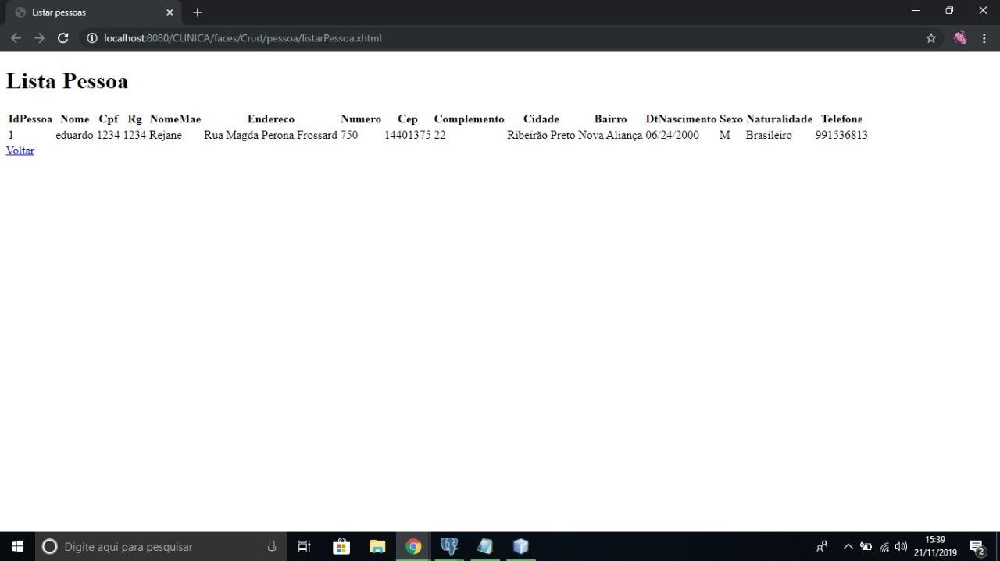 Listar pessoas
localhost:8080/CLINICA/faces/Crud/pessoa/listarPessoa.xhtml
Lista Pessoa
IdPessoa Nome Cpf Rg NomeMae Endereco Numero Cep Complemento Cidade Bairro DtNascimento Sexo Naturalidade Telefone
1 eduardo 1234 1234 Rejane Rua Magda Perona Frossard 750 14401375 22 Ribeirão Preto Nova Aliança 06/24/2000 M Brasileiro 991536813
Voltar
Digite aqui para pesquisar
15:39
21/11/2019
2